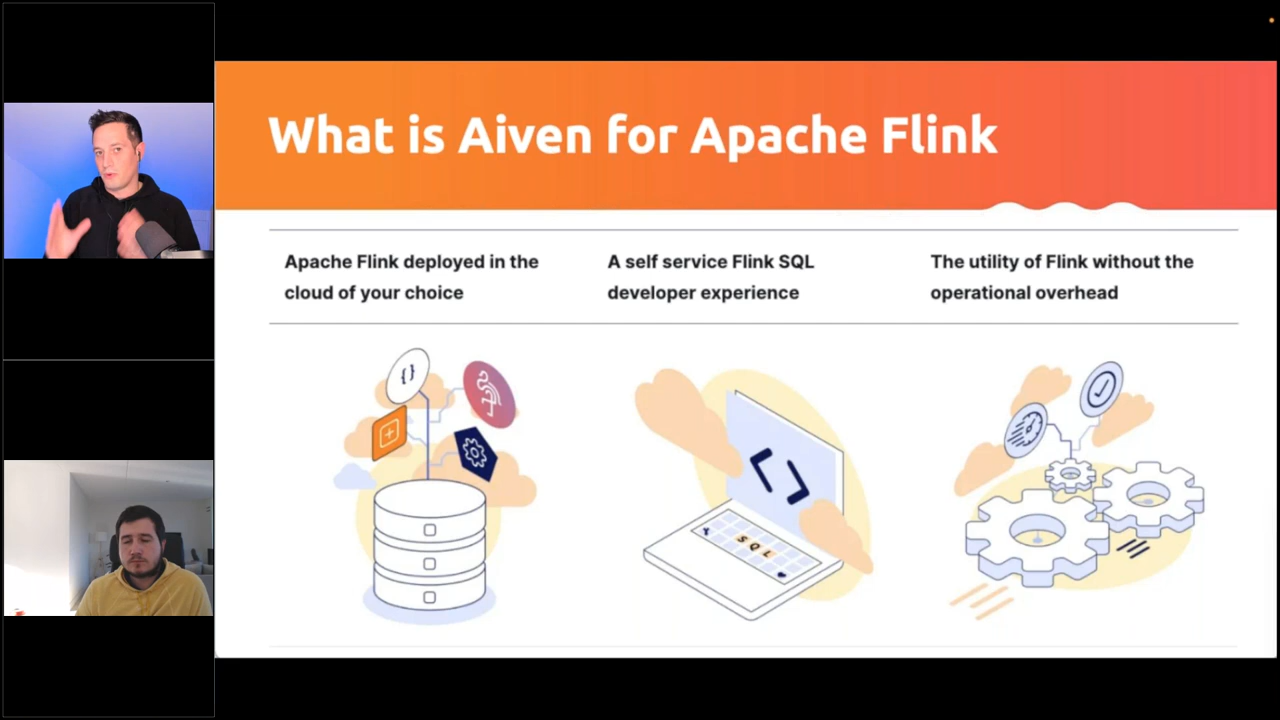 What is Aiven for Apache Flink
Apache Flink deployed in the
cloud of your choice
A self service Flink SQL
developer experience
The utility of Flink without the
operational overhead
SQL